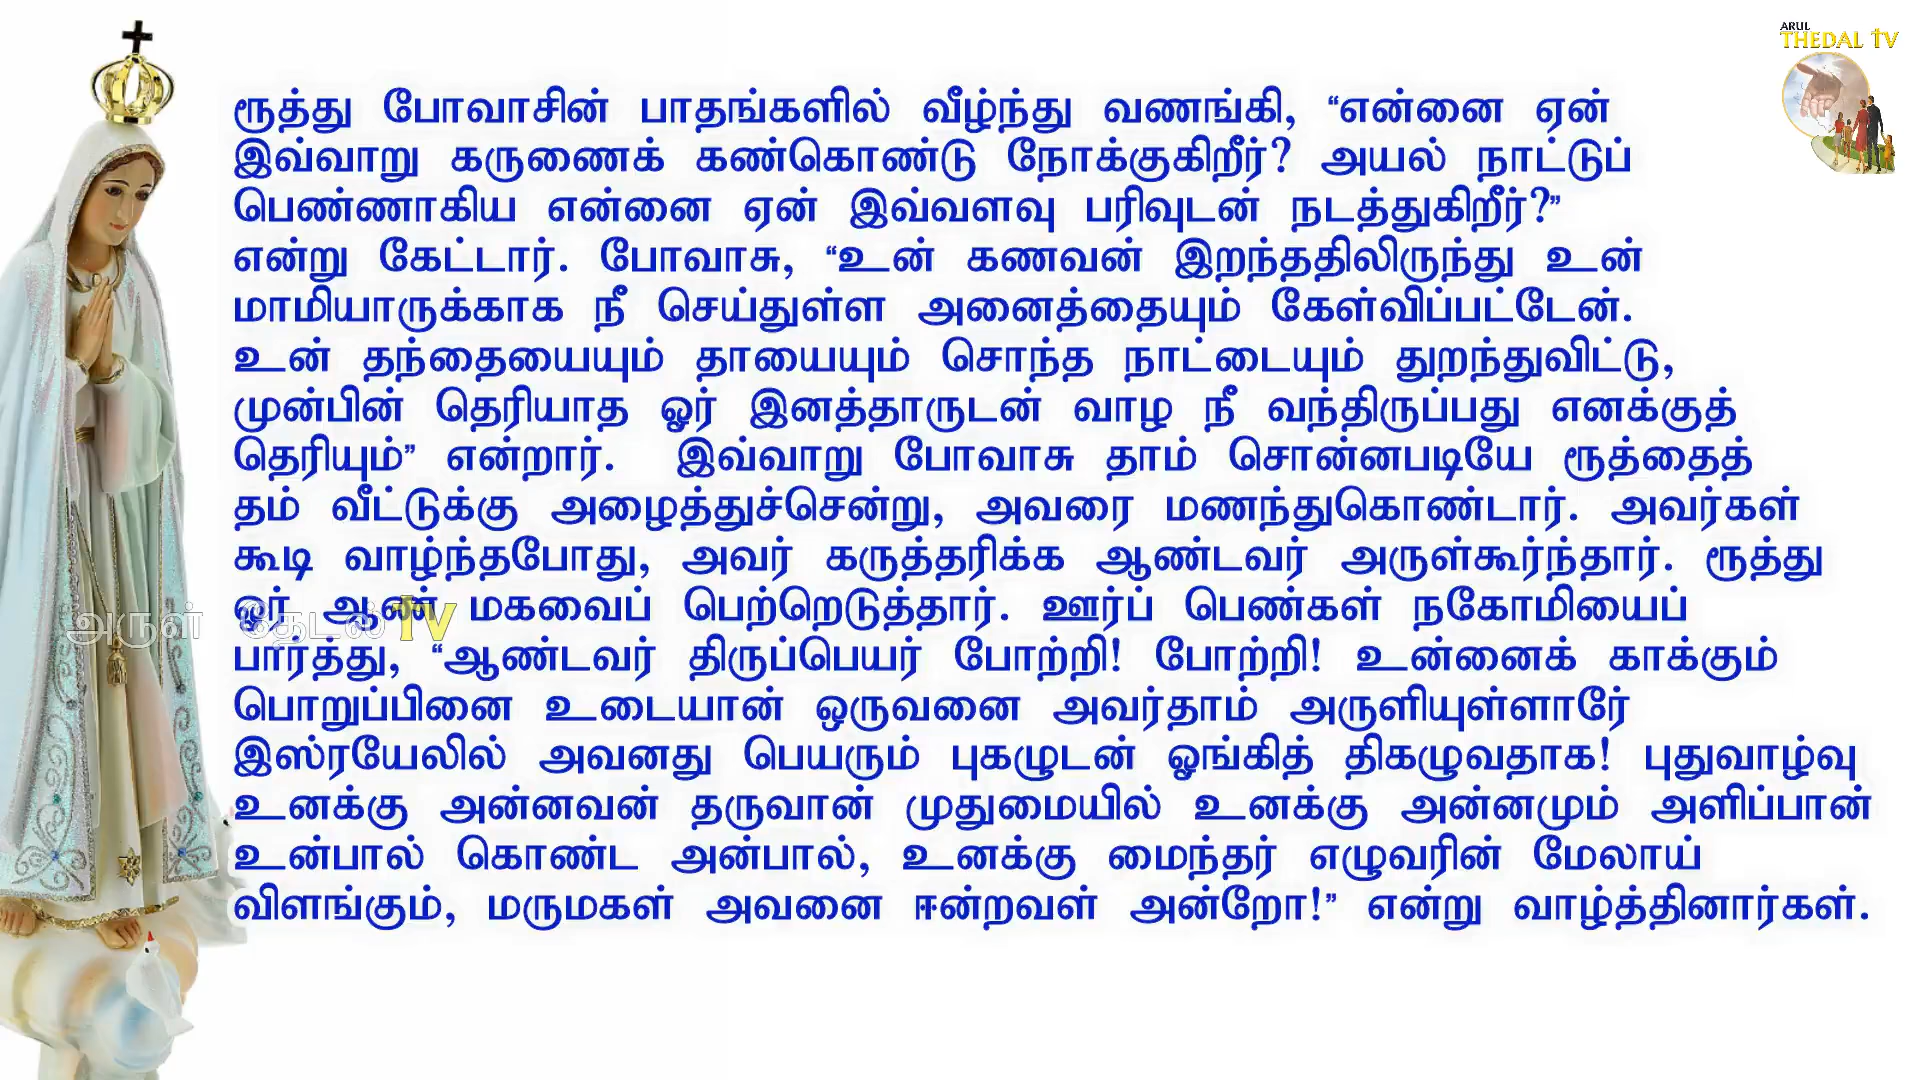 ARUL
THEDAL TV
ரூத்து போவாசின் பாதங்களில் வீழ்ந்து வணங்கி, “என்னை ஏன்
இவ்வாறு கருணைக் கண்கொண்டு நோக்குகிறீர்? அயல் நாட்டுப்
பெண்ணாகிய என்னை ஏன் இவ்வளவு பரிவுடன் நடத்துகிறீர்?”
என்று கேட்டார். போவாசு, “உன் கணவன் இறந்ததிலிருந்து உன்
மாமியாருக்காக நீ செய்துள்ள அனைத்தையும் கேள்விப்பட்டேன்.
உன் தந்தையையும் தாயையும் சொந்த நாட்டையும் துறந்துவிட்டு,
முன்பின் தெரியாத ஓர் இனத்தாருடன் வாழ நீ வந்திருப்பது எனக்குத்
தெரியும்” என்றார். இவ்வாறு போவாசு தாம் சொன்னபடியே ரூத்தைத்
தம் வீட்டுக்கு அழைத்துச்சென்று, அவரை மணந்துகொண்டார். அவர்கள்
கூடி வாழ்ந்தபோது, அவர் கருத்தரிக்க ஆண்டவர் அருள்கூர்ந்தார். ரூத்து
ஓர் ஆண் மகவைப் பெற்றெடுத்தார். ஊர்ப் பெண்கள் நகோமியைப்
அருள் தேடல் TV
பார்த்து, “ஆண்டவர் திருப்பெயர் போற்றி! போற்றி! உன்னைக் காக்கும்
பொறுப்பினை உடையான் ஒருவனை அவர்தாம் அருளியுள்ளாரே
இஸ்ரயேலில் அவனது பெயரும் புகழுடன் ஓங்கித் திகழுவதாக! புதுவாழ்வு
உனக்கு அன்னவன் தருவான் முதுமையில் உனக்கு அன்னமும் அளிப்பான்
உன்பால் கொண்ட அன்பால், உனக்கு மைந்தர் எழுவரின் மேலாய்
விளங்கும், மருமகள் அவனை ஈன்றவள் அன்றோ!” என்று வாழ்த்தினார்கள்.